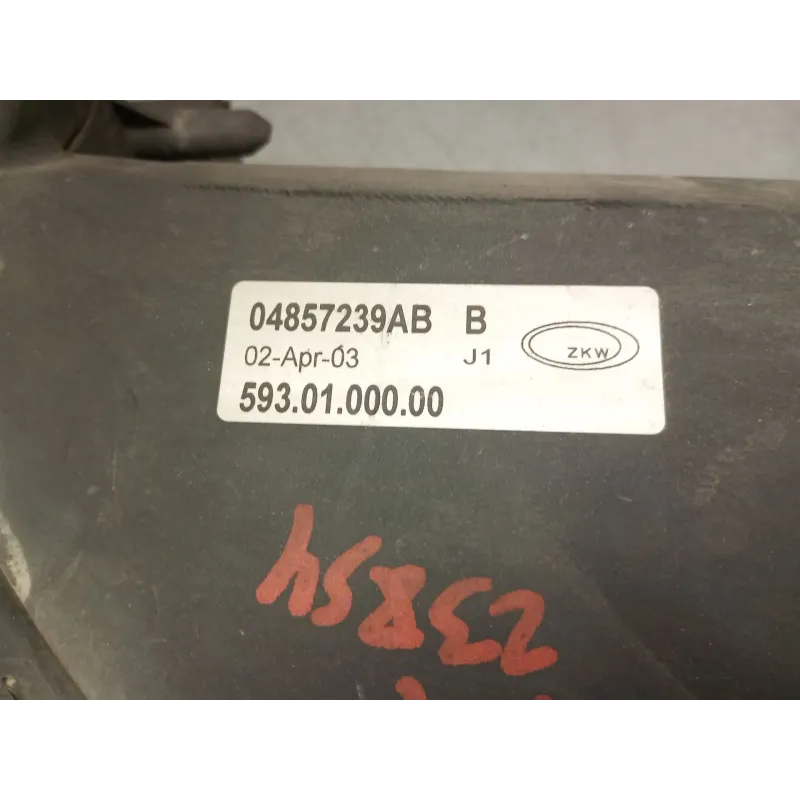 04857239AB B
02-Apr-03 J1 ZKW
593.01.000.00
23854